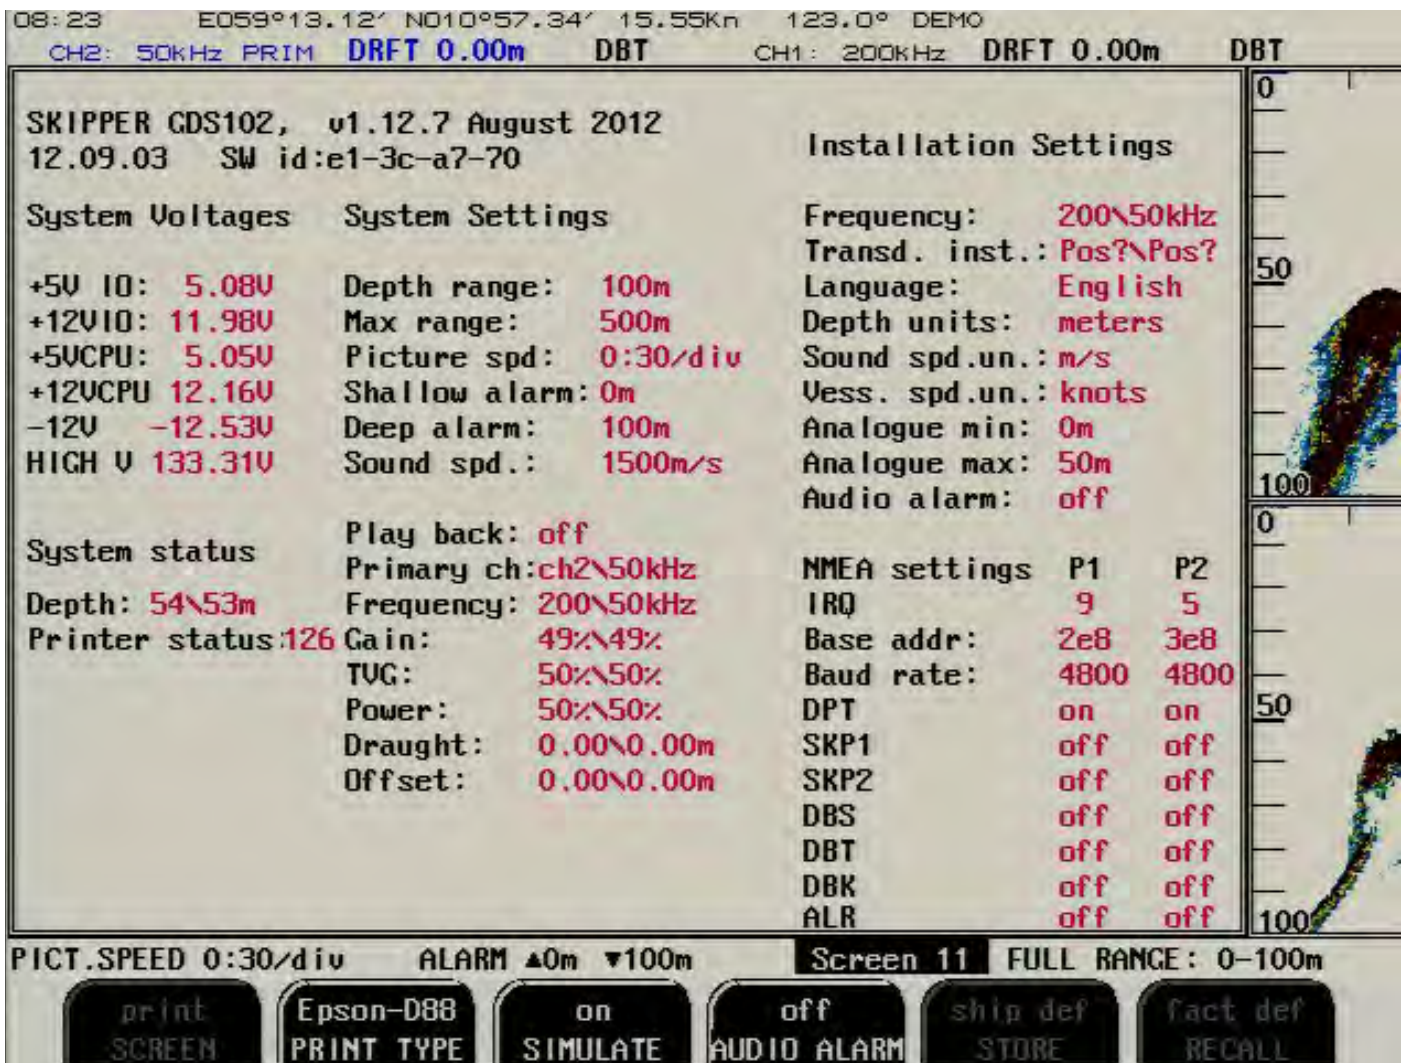 08:23 E059°13.12′ N010°57.34′ 15.55Kn 123.0° DEMO
CH2: 50KHz PRIM DRFT 0.00m DBT CH1: 200KHz DRFT 0.00m DBT
SKIPPER GDS102, v1.12.7 August 2012
12.09.03 SW id:e1-3c-a7-70
System Voltages
+5V IO: 5.08V
+12VIO: 11.98V
+5VCPU: 5.05V
+12VCPU 12.16V
-12V -12.53V
HIGH V 133.31V
System status
Depth: 54\53m
Printer status:126
System Settings
Depth range: 100m
Max range: 500m
Picture spd: 0:30/div
Shallow alarm: 0m
Deep alarm: 100m
Sound spd.: 1500m/s
Play back: off
Primary ch:ch2\50kHz
Frequency: 200\50kHz
Gain: 49%\49%
TVG: 50%\50%
Power: 50%\50%
Draught: 0.00\0.00m
Offset: 0.00\0.00m
Installation Settings
Frequency: 200\50kHz
Transd. inst.: Pos?\Pos?
Language: English
Depth units: meters
Sound spd.un.: m/s
Vess. spd.un.: knots
Analogue min: 0m
Analogue max: 50m
Audio alarm: off
NMEA settings P1 P2
IRQ 9 5
Base addr: 2e8 3e8
Baud rate: 4800 4800
DPT on on
SKP1 off off
SKP2 off off
DBS off off
DBT off off
DBK off off
ALR off off
0
50
100
0
50
100
PICT.SPEED 0:30/div ALARM ▲0m ▼100m Screen 11 FULL RANGE: 0-100m
print Epson-D88 on off ship def fact def
SCREEN PRINT TYPE SIMULATE AUDIO ALARM STORE RECALL